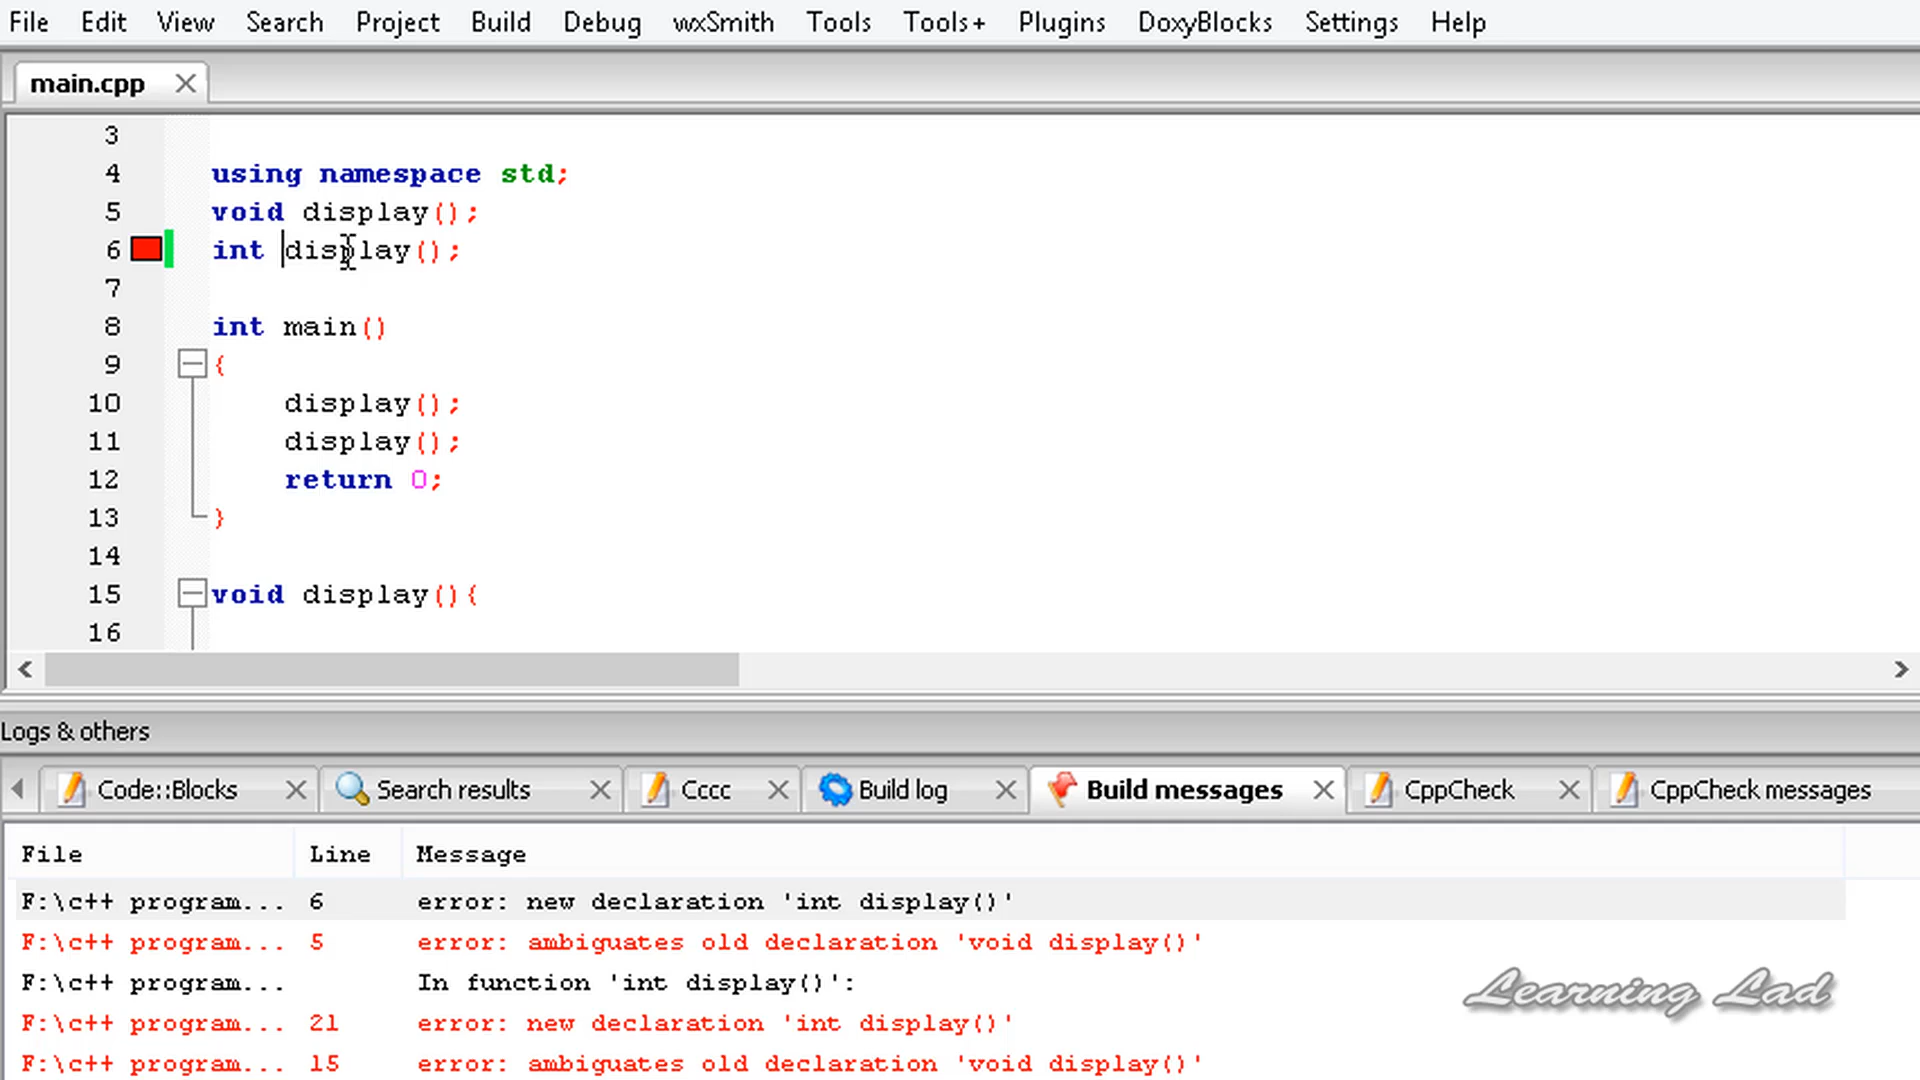 File Edit View Search Project Build Debug wxSmith Tools Tools+ Plugins DoxyBlocks Settings Help
main.cpp
3
4 using namespace std;
5 void display();
6 int display();
7
8 int main()
9 {
10 display();
11 display();
12 return 0;
13 }
14
15 void display(){
16
Logs & others
Code::Blocks Search results Cccc Build log Build messages CppCheck CppCheck messages
File Line Message
F:\c++ program... 6 error: new declaration 'int display()'
F:\c++ program... 5 error: ambiguates old declaration 'void display()'
F:\c++ program... In function 'int display()':
F:\c++ program... 21 error: new declaration 'int display()'
F:\c++ program... 15 error: ambiguates old declaration 'void display()'
Learning Lad